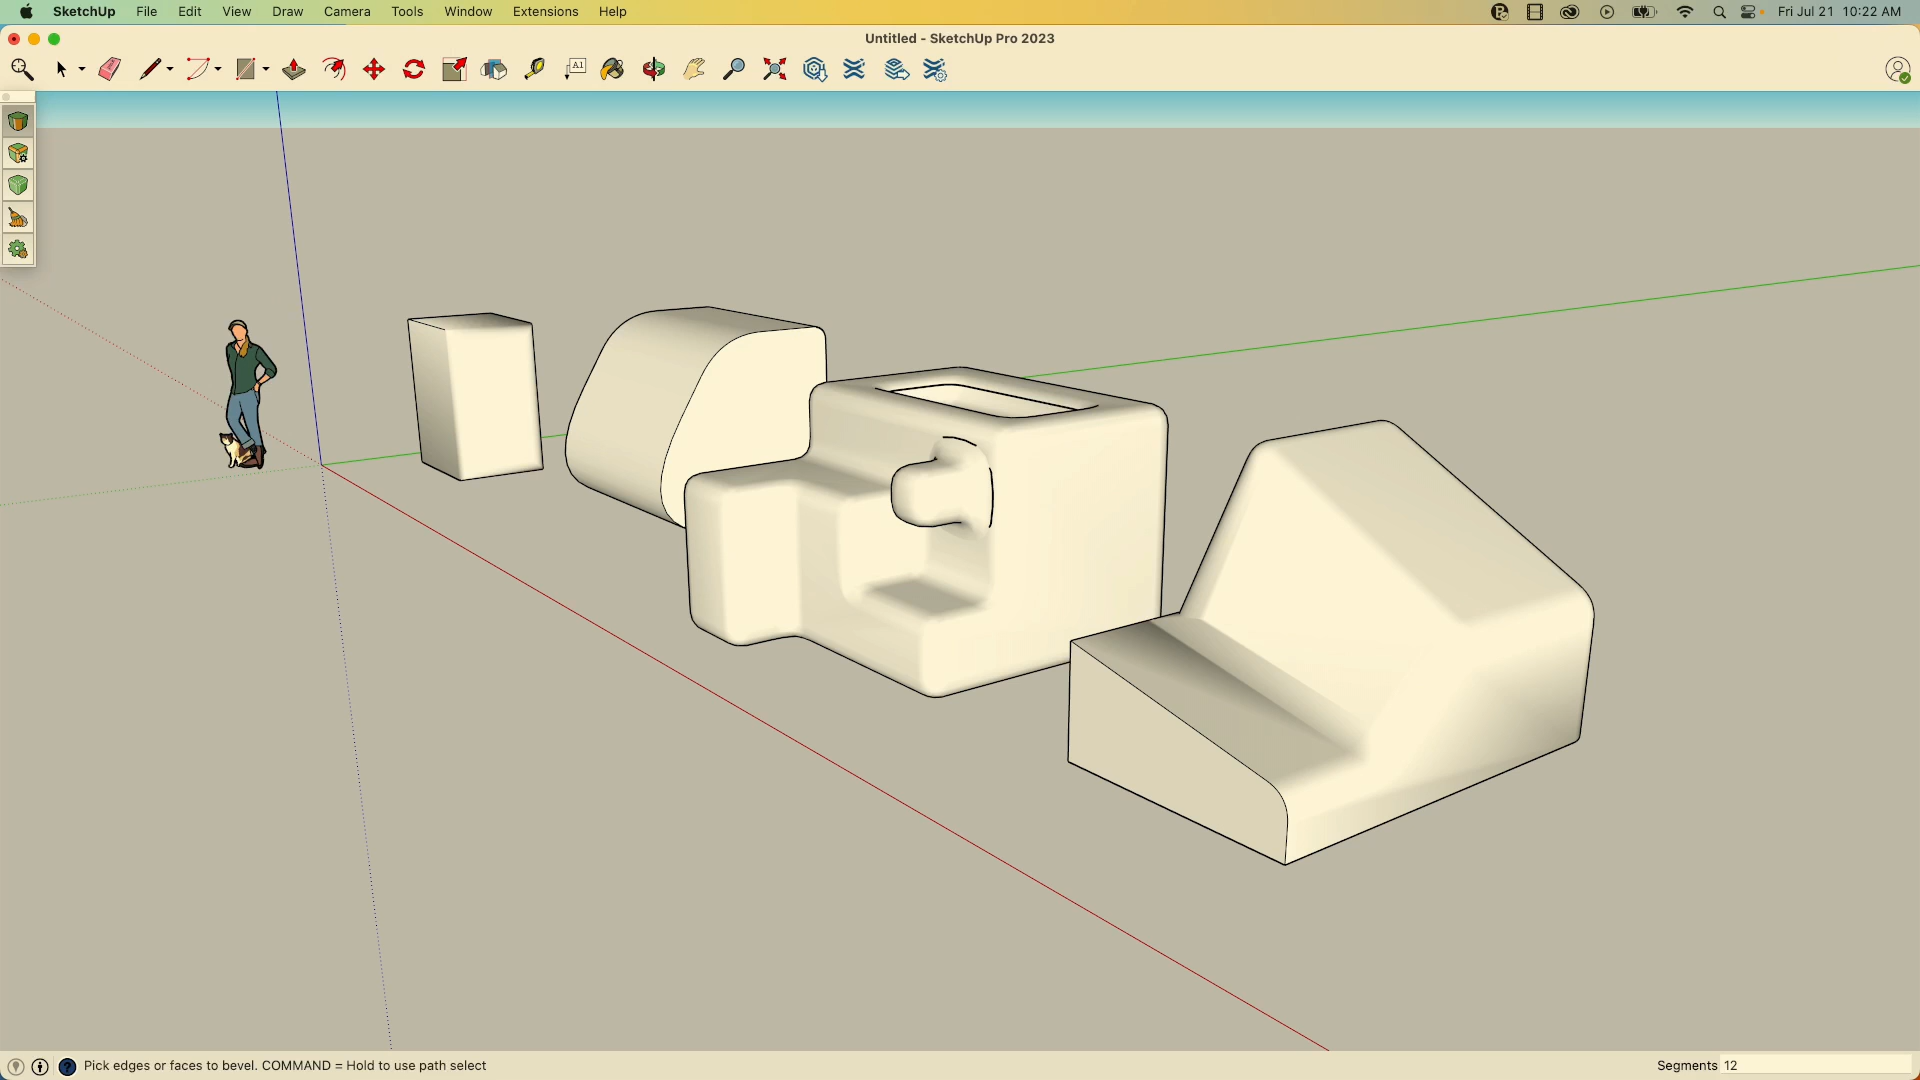 SketchUp File Edit View Draw Camera Tools Window Extensions Help Fri Jul 21 10:22 AM
Untitled - SketchUp Pro 2023
A1
Pick edges or faces to bevel. COMMAND = Hold to use path select Segments 12